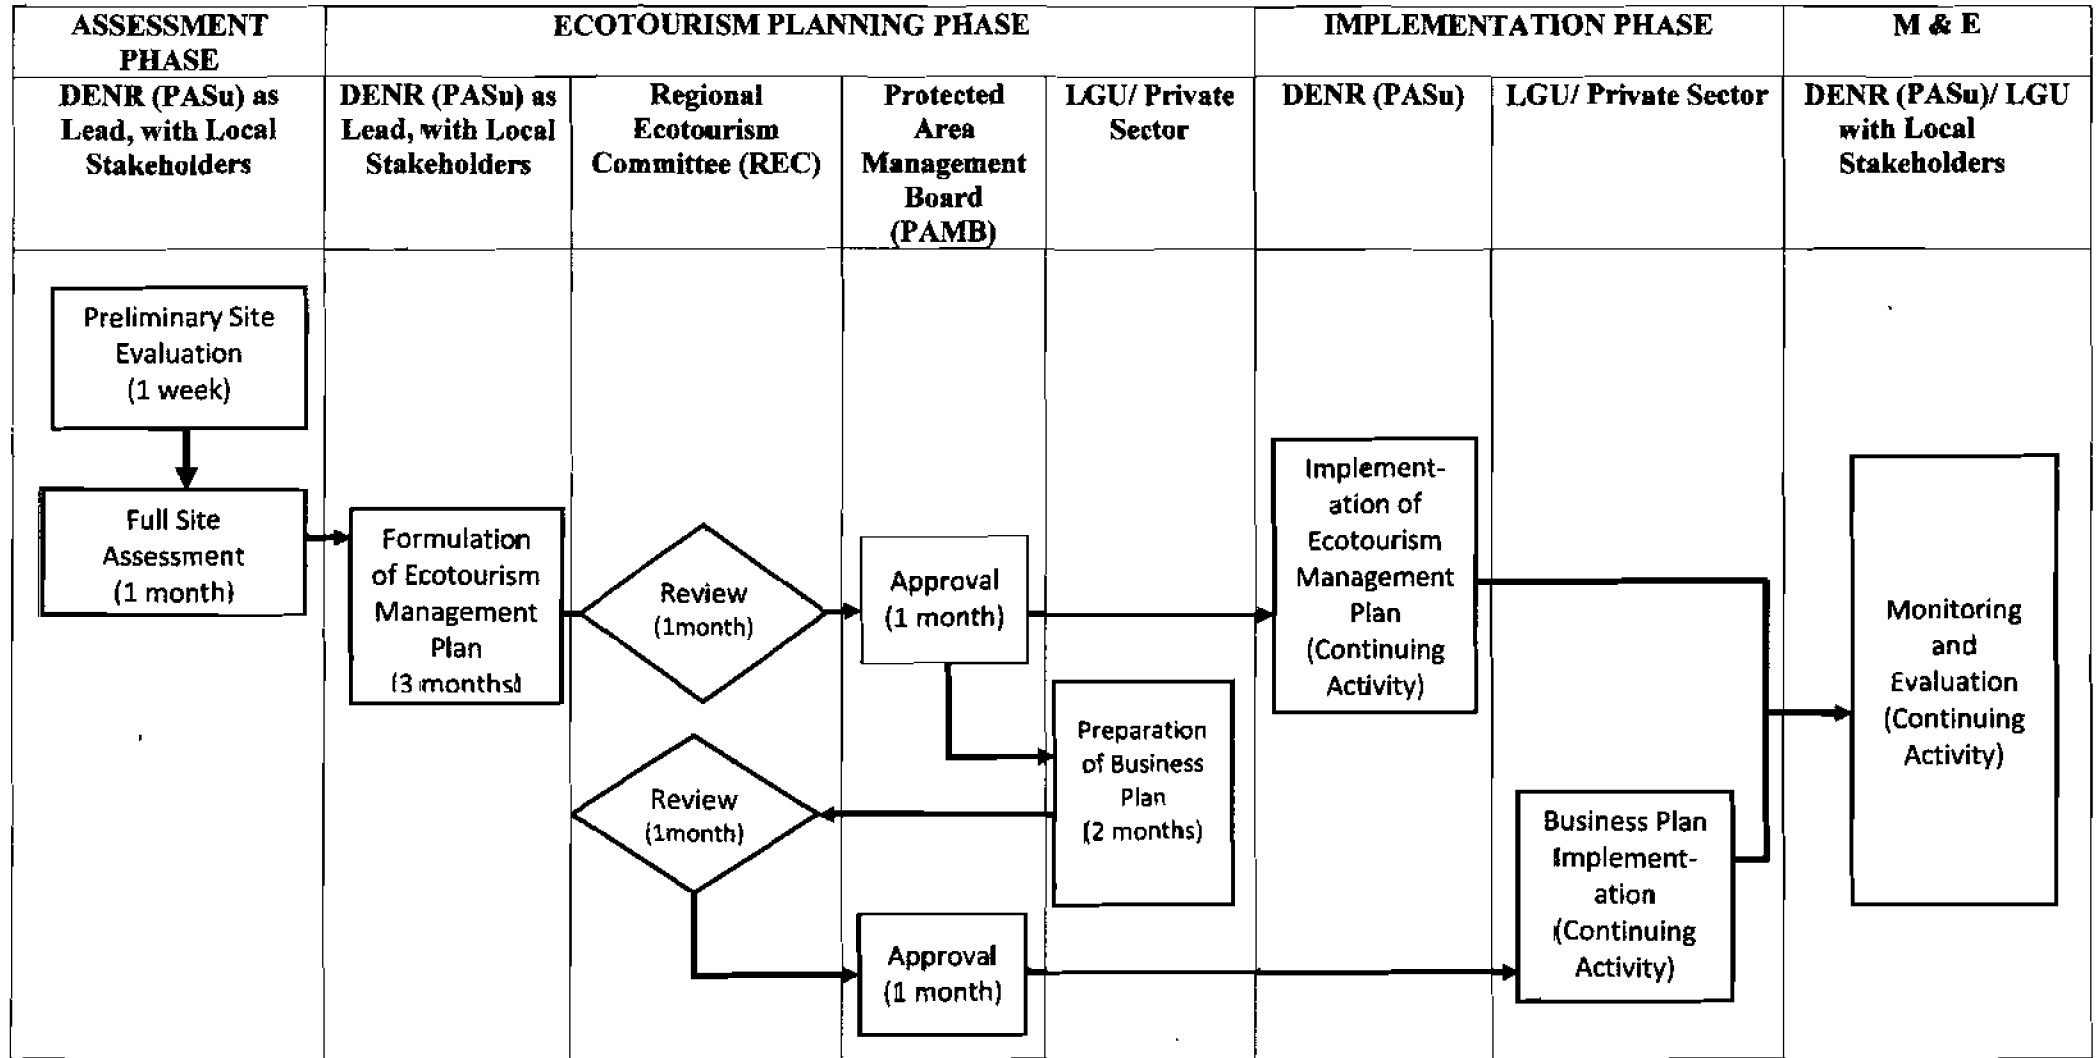 ASSESSMENT
PHASE
ECOTOURISM PLANNING PHASE
IMPLEMENTATION PHASE
M & E
DENR (PASu) as
Lead, with Local
Stakeholders
DENR (PASu) as
Lead, with Local
Stakeholders
Regional
Ecotourism
Committee (REC)
Protected
Area
Management
Board
(PAMB)
LGU/ Private
Sector
DENR (PASu)
LGU/ Private Sector
DENR (PASu)/ LGU
with Local
Stakeholders
Preliminary Site
Evaluation
(1 week)
Full Site
Assessment
(1 month)
Formulation
of Ecotourism
Management
Plan
(3 months)
Review
(1month)
Approval
(1 month)
Preparation
of Business
Plan
(2 months)
Review
(1month)
Approval
(1 month)
Implement-
ation of
Ecotourism
Management
Plan
(Continuing
Activity)
Business Plan
Implement-
ation
(Continuing
Activity)
Monitoring
and
Evaluation
(Continuing
Activity)